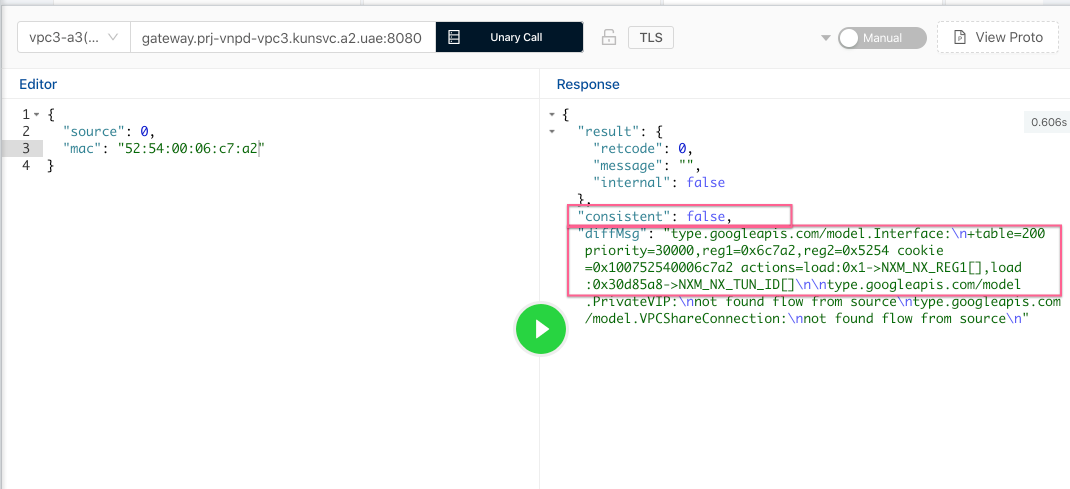 vpc3-a3(...
gateway.prj-vnpd-vpc3.kunsvc.a2.uae:8080
Unary Call
TLS
Manual
View Proto
Editor
1 {
2 "source": 0,
3 "mac": "52:54:00:06:c7:a2"
4 }
Response
0.606s
{
"result": {
"retcode": 0,
"message": "",
"internal": false
},
"consistent": false,
"diffMsg": "type.googleapis.com/model.Interface:\n+table=200
priority=30000,reg1=0x6c7a2,reg2=0x5254 cookie
=0x100752540006c7a2 actions=load:0x1->NXM_NX_REG1[],load
:0x30d85a8->NXM_NX_TUN_ID[]\n\ntype.googleapis.com/model
.PrivateVIP:\nnot found flow from source\ntype.googleapis.com
/model.VPCShareConnection:\nnot found flow from source\n"